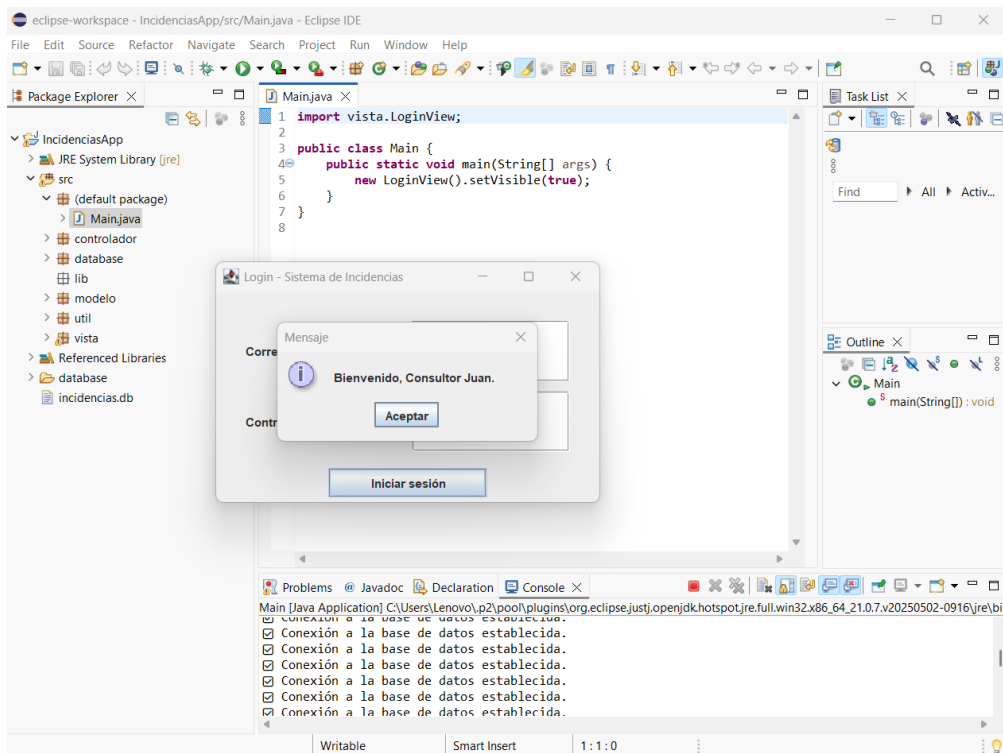 eclipse-workspace - IncidenciasApp/src/Main.java - Eclipse IDE
File Edit Source Refactor Navigate Search Project Run Window Help
Package Explorer
IncidenciasApp
JRE System Library [jre]
src
(default package)
Main.java
controlador
database
lib
modelo
util
vista
Referenced Libraries
database
incidencias.db
Main.java
1 import vista.LoginView;
2
3 public class Main {
4 public static void main(String[] args) {
5 new LoginView().setVisible(true);
6 }
7 }
8
Login - Sistema de Incidencias
Corre
Contr
Iniciar sesión
Mensaje
Bienvenido, Consultor Juan.
Aceptar
Task List
Find All Activ...
Outline
Main
main(String[]) : void
Problems @ Javadoc Declaration Console
Main [Java Application] C:\Users\Lenovo\.p2\pool\plugins\org.eclipse.justj.openjdk.hotspot.jre.full.win32.x86_64_21.0.7.v20250502-0916\jre\bi
Conexión a la base de datos establecida.
Conexión a la base de datos establecida.
Conexión a la base de datos establecida.
Conexión a la base de datos establecida.
Conexión a la base de datos establecida.
Conexión a la base de datos establecida.
Conexión a la base de datos establecida.
Writable Smart Insert 1 : 1 : 0